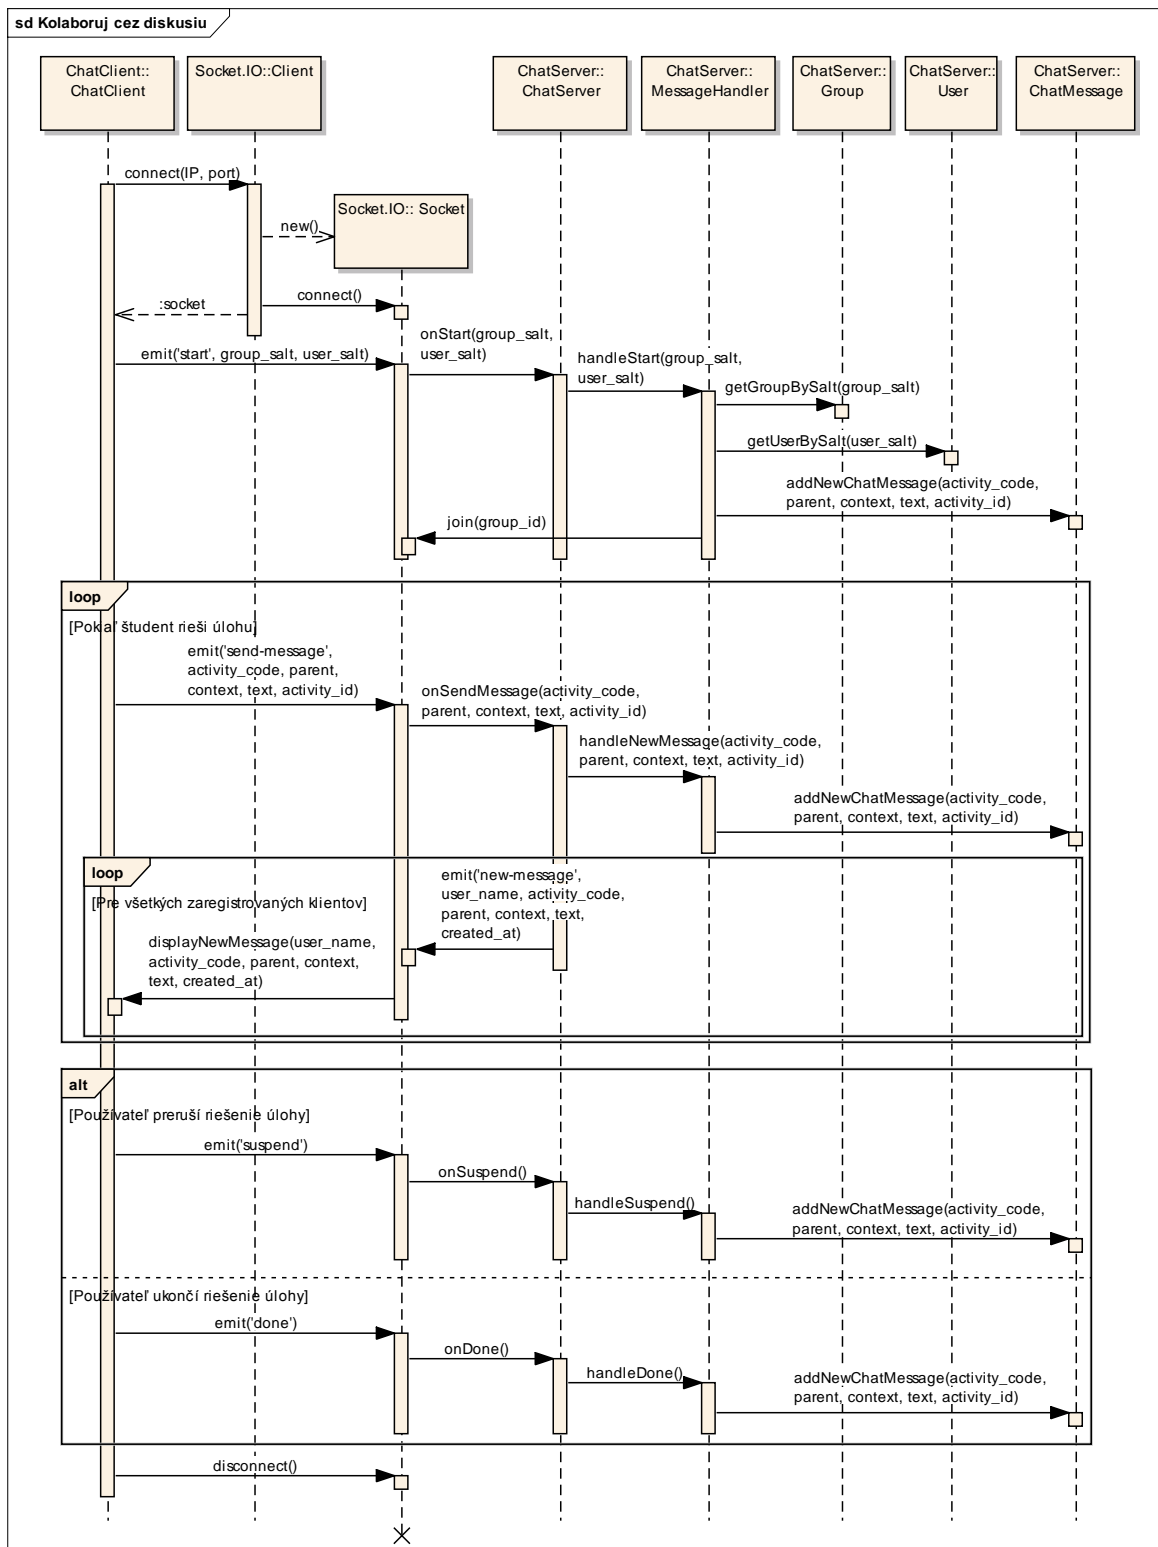 sd Kolaboruj cez diskusiu
ChatClient::
ChatClient
Socket.IO::Client
ChatServer::
ChatServer
ChatServer::
MessageHandler
ChatServer::
Group
ChatServer::
User
ChatServer::
ChatMessage
connect(IP, port)
Socket.IO:: Socket
new()
connect()
:socket
emit('start', group_salt, user_salt)
onStart(group_salt,
user_salt)
handleStart(group_salt,
user_salt)
getGroupBySalt(group_salt)
getUserBySalt(user_salt)
addNewChatMessage(activity_code,
parent, context, text, activity_id)
join(group_id)
loop
[Pokiaľ študent rieši úlohu]
emit('send-message',
activity_code, parent,
context, text, activity_id)
onSendMessage(activity_code,
parent, context, text, activity_id)
handleNewMessage(activity_code,
parent, context, text, activity_id)
addNewChatMessage(activity_code,
parent, context, text, activity_id)
loop
[Pre všetkých zaregistrovaných klientov]
emit('new-message',
user_name, activity_code,
parent, context, text,
created_at)
displayNewMessage(user_name,
activity_code, parent, context,
text, created_at)
alt
[Používateľ preruší riešenie úlohy]
emit('suspend')
onSuspend()
handleSuspend()
addNewChatMessage(activity_code,
parent, context, text, activity_id)
[Používateľ ukončí riešenie úlohy]
emit('done')
onDone()
handleDone()
addNewChatMessage(activity_code,
parent, context, text, activity_id)
disconnect()